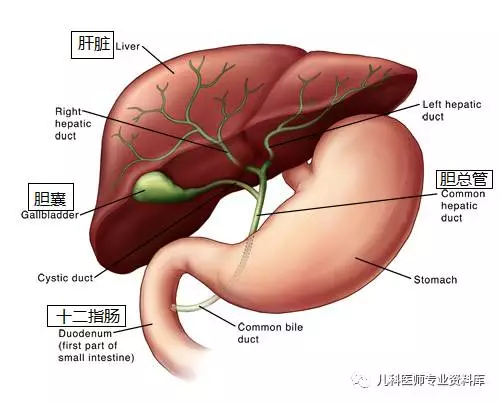 肝脏
Liver
Right
hepatic
duct
Left hepatic
duct
胆囊
Gallbladder
胆总管
Common
hepatic
duct
Cystic duct
Stomach
十二指肠
Duodenum
(first part of
small intestine)
Common bile
duct
儿科医师专业资料库